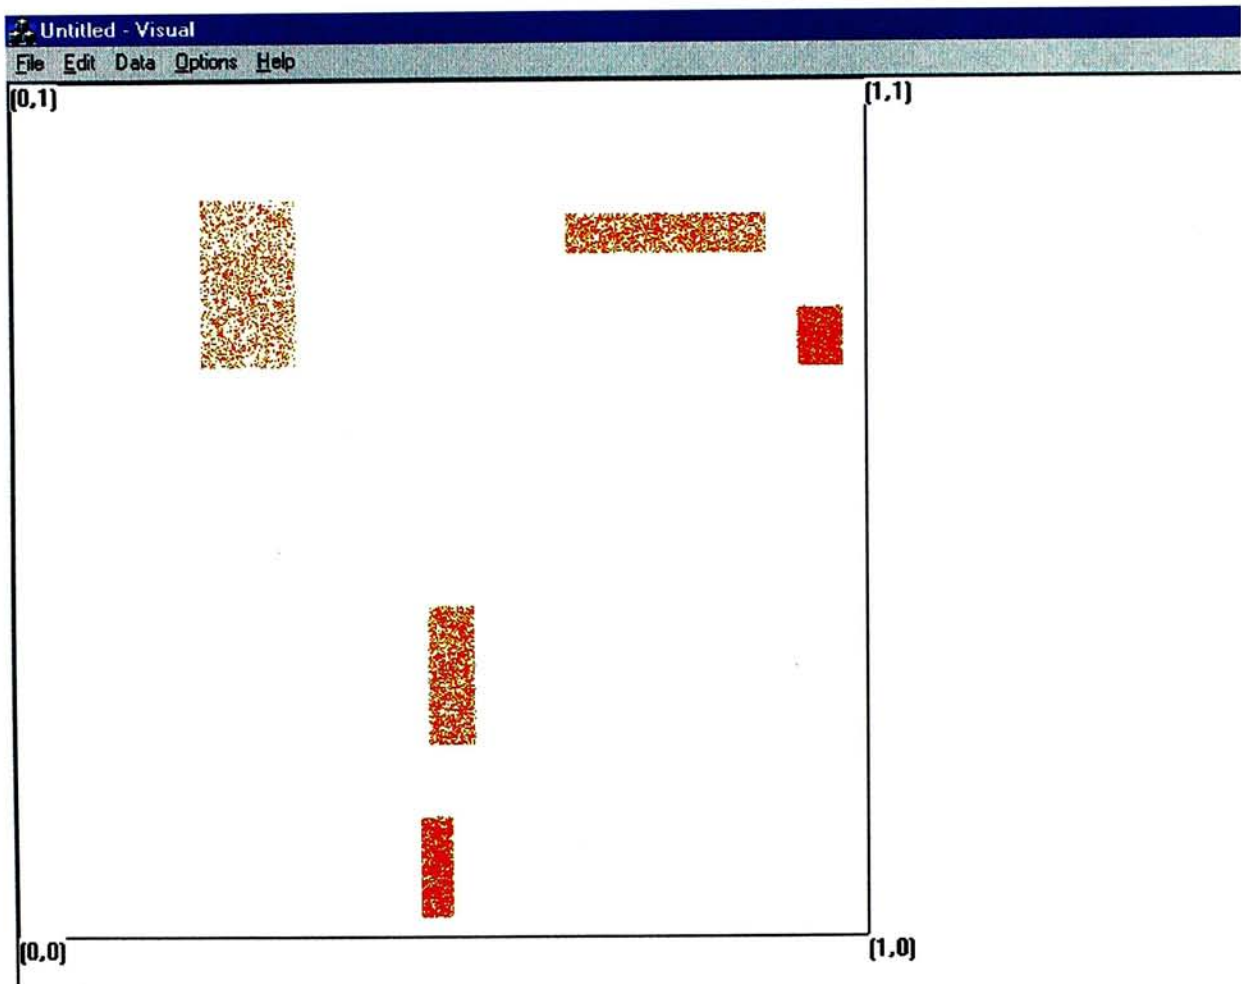 Untitled - Visual
File Edit Data Options Help
(0,1) (1,1)
(0,0) (1,0)